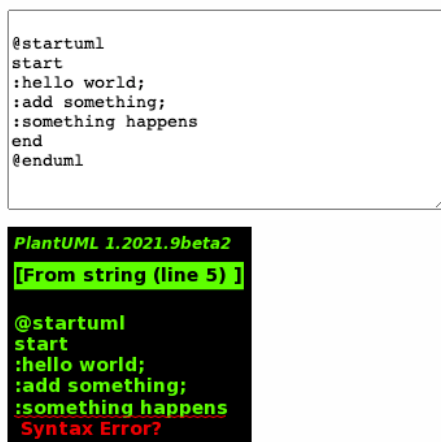 @startuml
start
:hello world;
:add something;
:something happens
end
@enduml
PlantUML 1.2021.9beta2
[From string (line 5) ]
@startuml
start
:hello world;
:add something;
:something happens
Syntax Error?